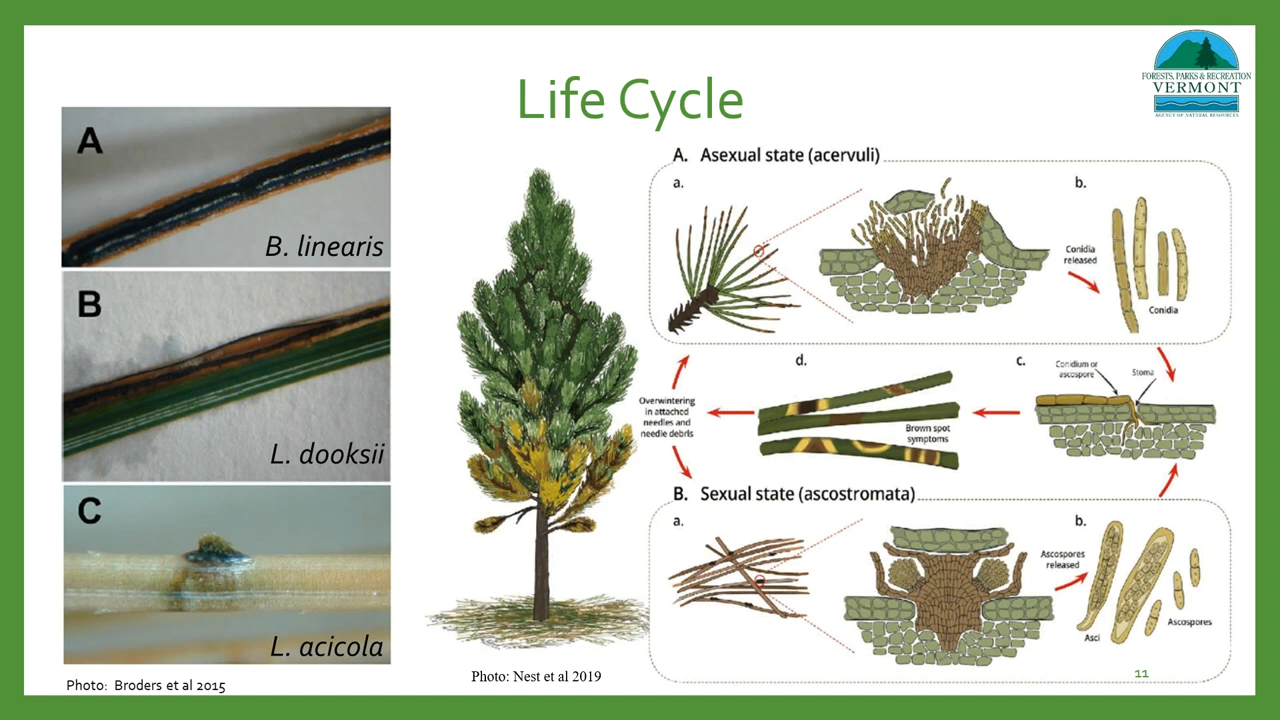 Life Cycle
FORESTS, PARKS & RECREATION
VERMONT
AGENCY OF NATURAL RESOURCES
A
B. linearis
B
L. dooksii
C
L. acicola
Photo: Broders et al 2015
Photo: Nest et al 2019
A. Asexual state (acervuli)
a.
b.
Conidia
released
Conidia
Overwintering
in attached
needles and
needle debris
d.
Brown spot
symptoms
c.
Conidium or
ascospore
Stoma
B. Sexual state (ascostromata)
a.
b.
Ascospores
released
Asci
Ascospores
11